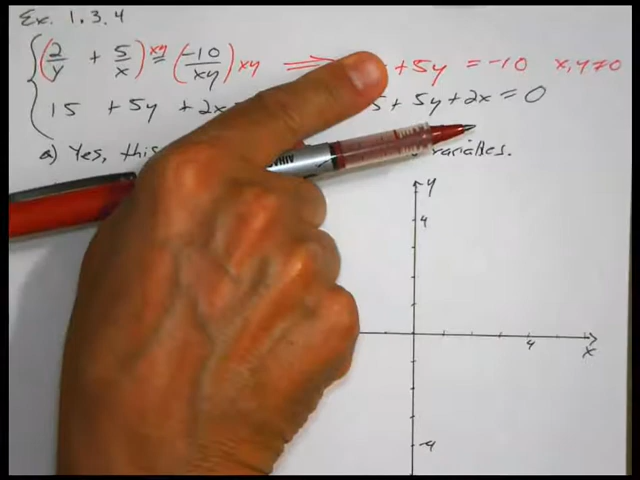 Ex. 1.3.4
(2/y + 5/x)xy = (-10/xy)xy ⟹ +5y = -10 x,y≠0
15 +5y +2x + 5y + 2x = 0
a) Yes, this
y
4
4
x
-4